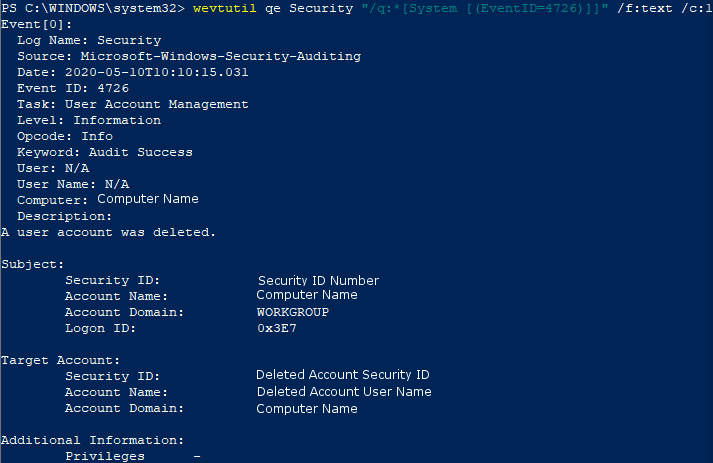 PS C:\WINDOWS\system32> wevtutil qe Security "/q:*[System [(EventID=4726)]]" /f:text /c:1
Event[0]:
Log Name: Security
Source: Microsoft-Windows-Security-Auditing
Date: 2020-05-10T10:10:15.031
Event ID: 4726
Task: User Account Management
Level: Information
Opcode: Info
Keyword: Audit Success
User: N/A
User Name: N/A
Computer: Computer Name
Description:
A user account was deleted.
Subject:
Security ID: Security ID Number
Account Name: Computer Name
Account Domain: WORKGROUP
Logon ID: 0x3E7
Target Account:
Security ID: Deleted Account Security ID
Account Name: Deleted Account User Name
Account Domain: Computer Name
Additional Information:
Privileges -